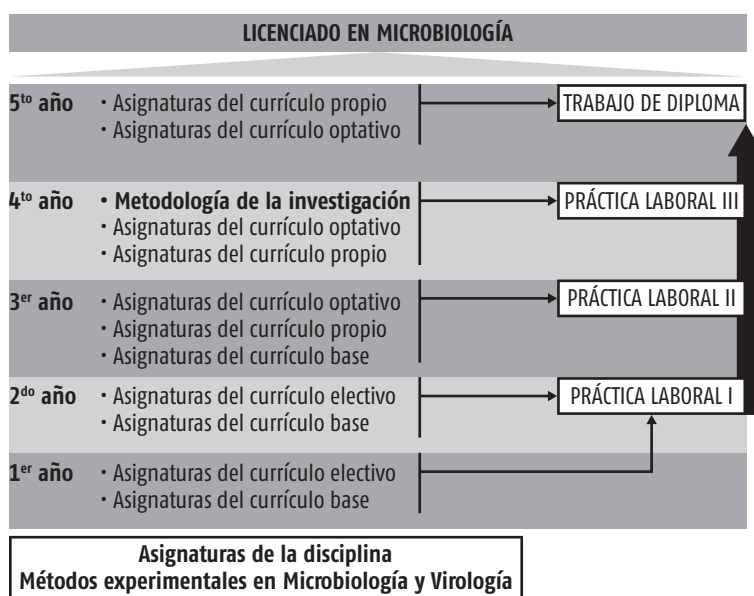 LICENCIADO EN MICROBIOLOGÍA
5to año • Asignaturas del currículo propio TRABAJO DE DIPLOMA
• Asignaturas del currículo optativo
4to año • Metodología de la investigación PRÁCTICA LABORAL III
• Asignaturas del currículo optativo
• Asignaturas del currículo propio
3er año • Asignaturas del currículo optativo PRÁCTICA LABORAL II
• Asignaturas del currículo propio
• Asignaturas del currículo base
2do año • Asignaturas del currículo electivo PRÁCTICA LABORAL I
• Asignaturas del currículo base
1er año • Asignaturas del currículo electivo
• Asignaturas del currículo base
Asignaturas de la disciplina
Métodos experimentales en Microbiología y Virología